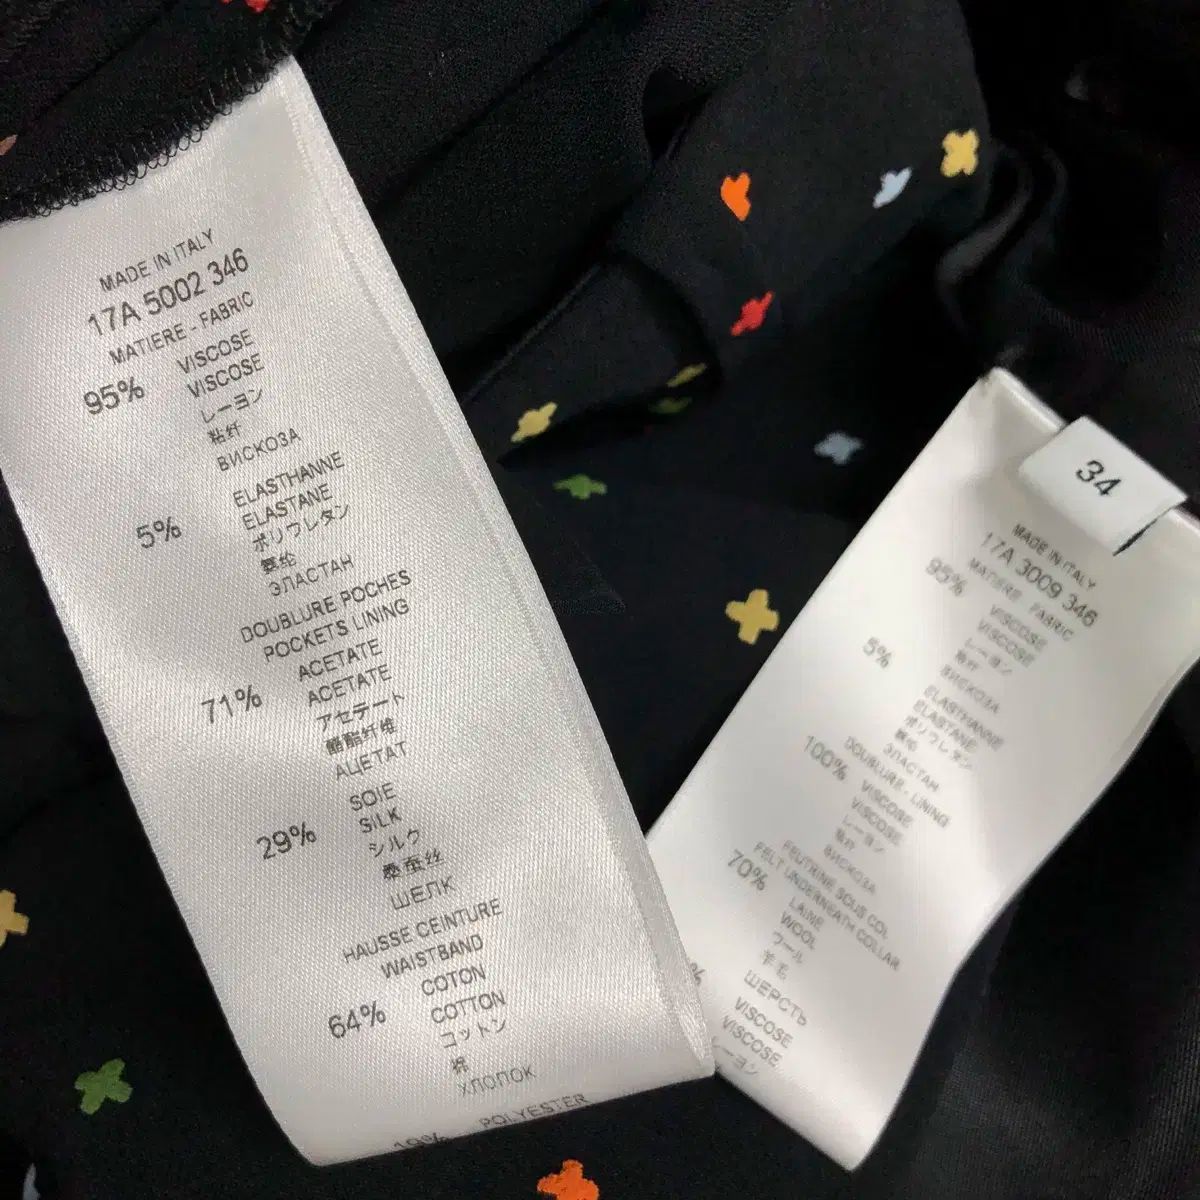 MADE IN ITALY
17A 5002 346
MATIERE - FABRIC
95% VISCOSE
VISCOSE
レーヨン
粘纤
ВИСКОЗА
5% ELASTHANNE
ELASTANE
ポリウレタン
氨纶
ЭЛАСТАН
DOUBLURE POCHES
POCKETS LINING
71% ACETATE
ACETATE
アセテート
醋酯纤维
АЦЕТАТ
29% SOIE
SILK
シルク
桑蚕丝
ШЕЛК
HAUSSE CEINTURE
WAISTBAND
64% COTON
COTTON
コットン
棉
ХЛОПОК
19% POLYESTER
34
MADE IN ITALY
17A 3009 346
MATIERE - FABRIC
95% VISCOSE
VISCOSE
レーヨン
粘纤
ВИСКОЗА
5% ELASTHANNE
ELASTANE
ポリウレタン
氨纶
ЭЛАСТАН
DOUBLURE - LINING
100% VISCOSE
VISCOSE
レーヨン
粘纤
ВИСКОЗА
FEUTRINE SOUS COL
FELT UNDERNEATH COLLAR
70% LAINE
WOOL
ウール
羊毛
ШЕРСТЬ
% VISCOSE
VISCOSE
レーヨン